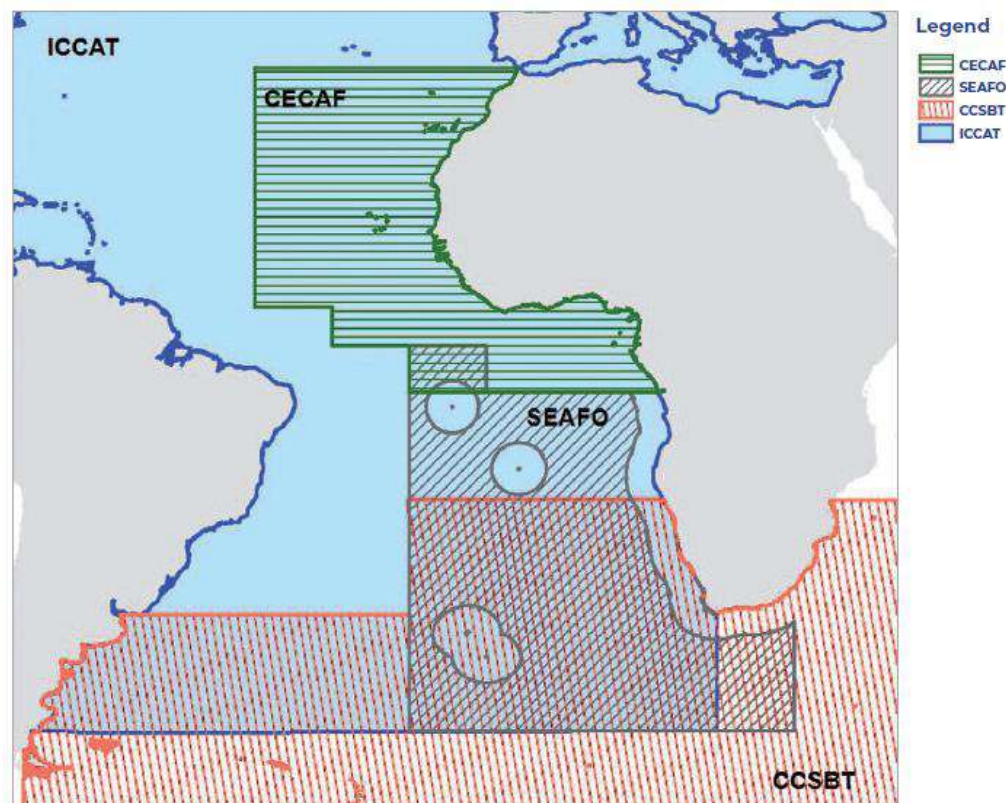 ICCAT
CECAF
SEAFO
CCSBT
Legend
CECAF
SEAFO
CCSBT
ICCAT